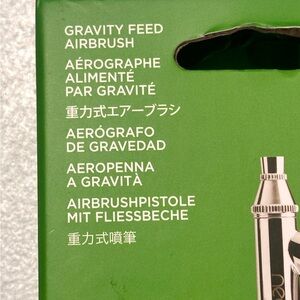 GRAVITY FEED
AIRBRUSH
AÉROGRAPHE
ALIMENTÉ
PAR GRAVITÉ
重力式エアーブラシ
AERÓGRAFO
DE GRAVEDAD
AEROPENNA
A GRAVITÀ
AIRBRUSHPISTOLE
MIT FLIESSBECHE
重力式噴筆